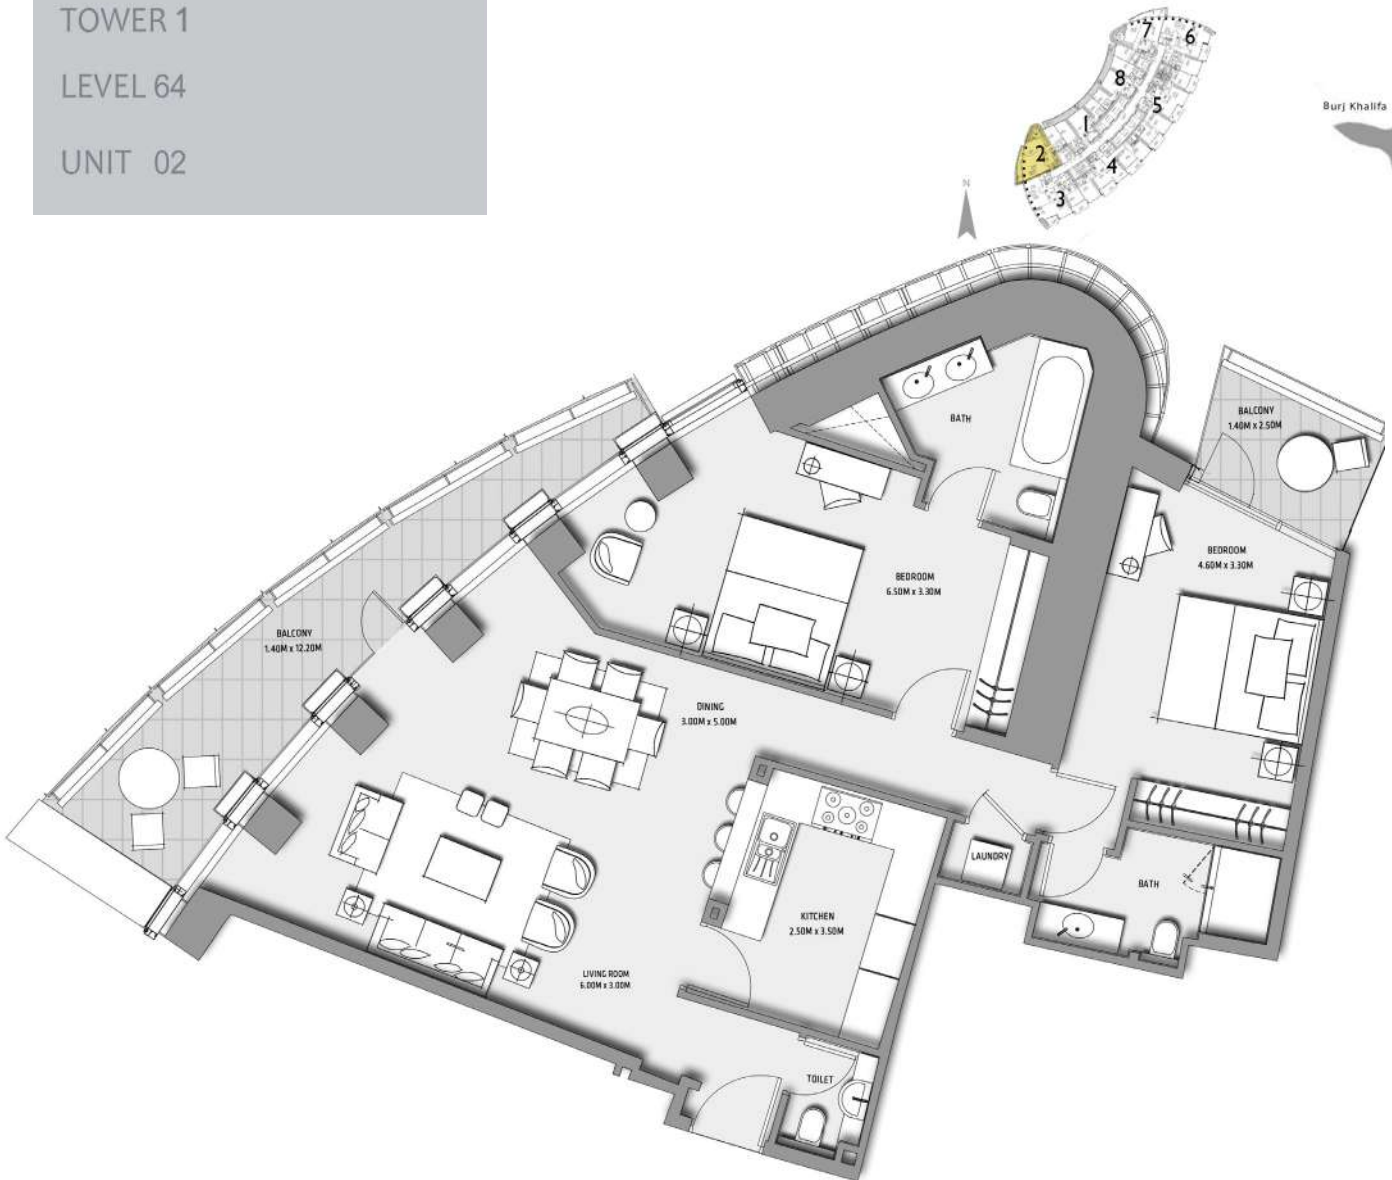 TOWER 1
LEVEL 64
UNIT 02
7
6
8
5
1
2
4
3
Burj Khalifa
N
BATH
BALCONY
1.40M x 2.50M
BEDROOM
4.60M x 3.30M
BEDROOM
6.50M x 3.30M
BALCONY
1.40M x 12.20M
DINING
3.00M x 5.00M
LAUNDRY
BATH
KITCHEN
2.50M x 3.50M
LIVING ROOM
6.00M x 3.00M
TOILET